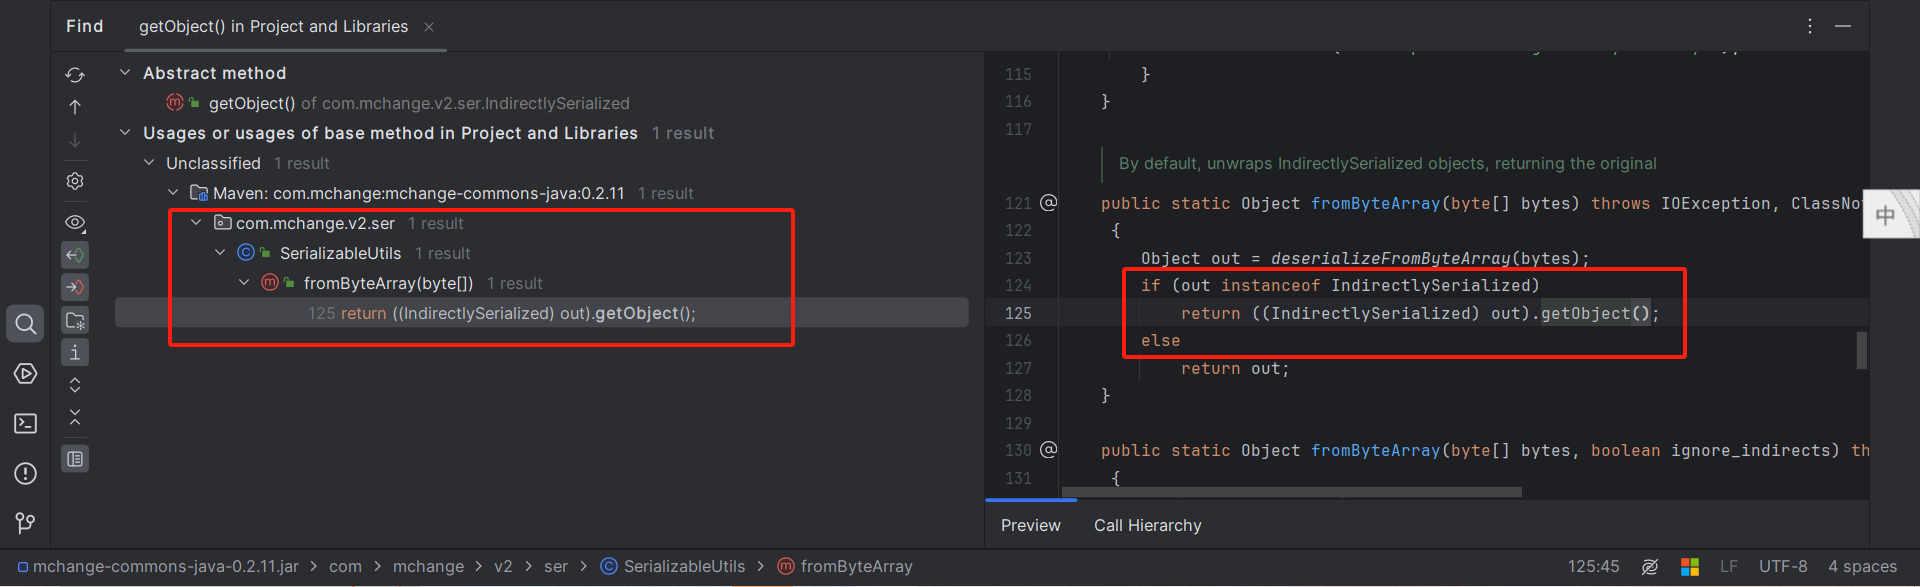 Find getObject() in Project and Libraries
Abstract method
getObject() of com.mchange.v2.ser.IndirectlySerialized
Usages or usages of base method in Project and Libraries 1 result
Unclassified 1 result
Maven: com.mchange:mchange-commons-java:0.2.11 1 result
com.mchange.v2.ser 1 result
SerializableUtils 1 result
fromByteArray(byte[]) 1 result
125 return ((IndirectlySerialized) out).getObject();
115 }
116 }
117
By default, unwraps IndirectlySerialized objects, returning the original
121 @ public static Object fromByteArray(byte[] bytes) throws IOException, ClassNo
122 {
123 Object out = deserializeFromByteArray(bytes);
124 if (out instanceof IndirectlySerialized)
125 return ((IndirectlySerialized) out).getObject();
126 else
127 return out;
128 }
129
130 @ public static Object fromByteArray(byte[] bytes, boolean ignore_indirects) th
131 {
中
Preview Call Hierarchy
mchange-commons-java-0.2.11.jar > com > mchange > v2 > ser > SerializableUtils > fromByteArray
125:45 LF UTF-8 4 spaces